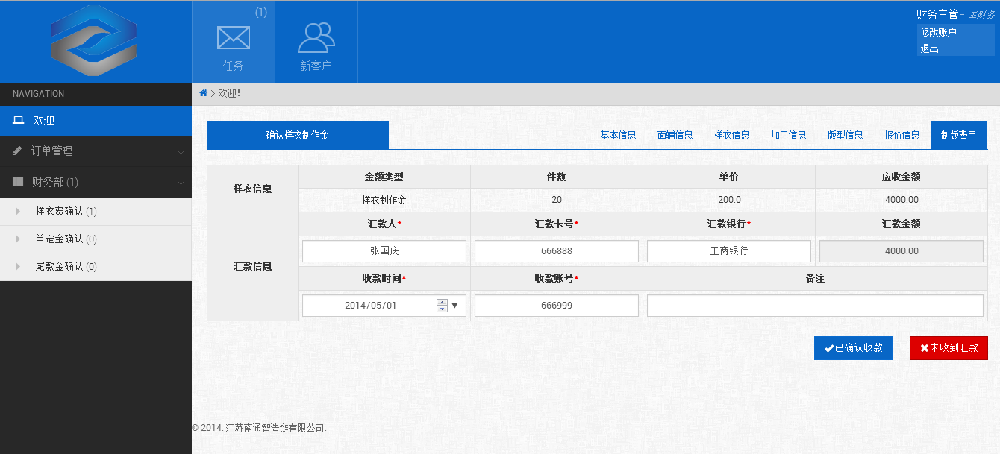 (1)
任务
新客户
财务主管 - 王财务
修改账户
退出
NAVIGATION
欢迎
订单管理
财务部 (1)
样衣费确认 (1)
首定金确认 (0)
尾款金确认 (0)
> 欢迎!
确认样衣制作金
基本信息 面辅信息 样衣信息 加工信息 版型信息 报价信息 制版费用
样衣信息
金额类型 件数 单价 应收金额
样衣制作金 20 200.0 4000.00
汇款信息
汇款人* 汇款卡号* 汇款银行* 汇款金额
张国庆 666888 工商银行 4000.00
收款时间* 收款账号* 备注
2014/05/01 666999
已确认收款 未收到汇款
© 2014. 江苏南通智造链有限公司.